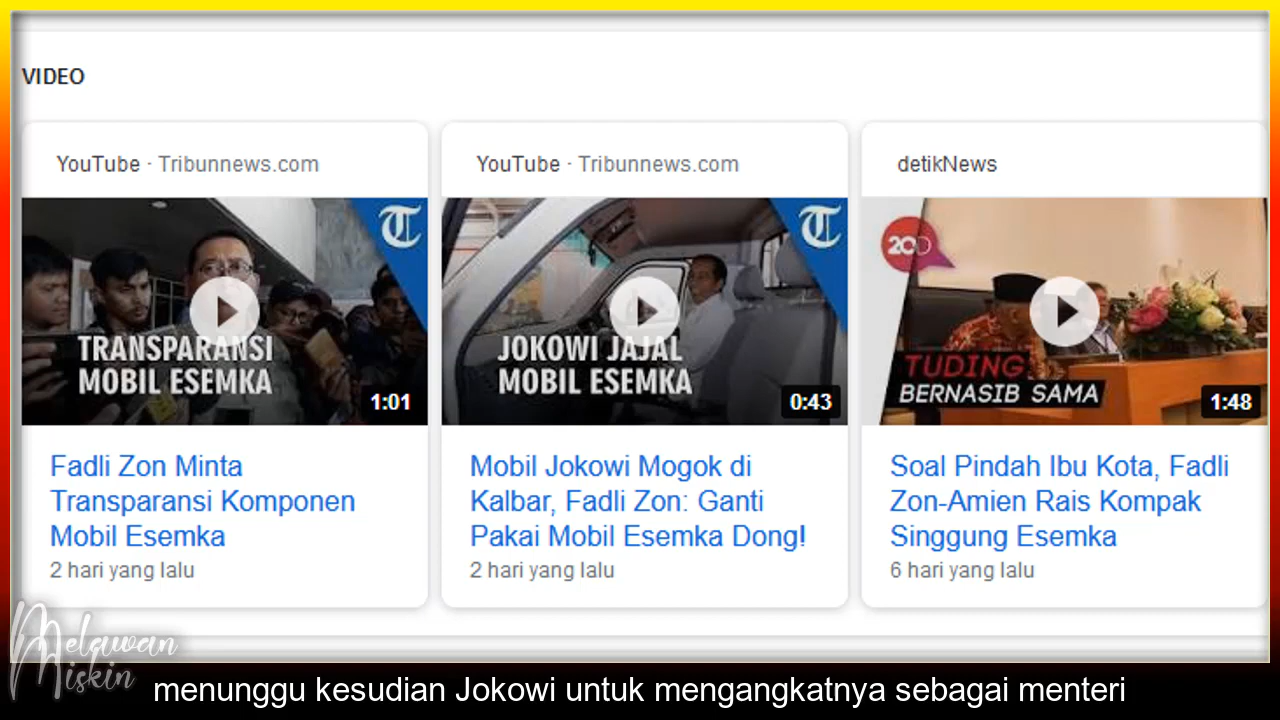 VIDEO
YouTube · Tribunnews.com
TRANSPARANSI
MOBIL ESEMKA
1:01
Fadli Zon Minta
Transparansi Komponen
Mobil Esemka
2 hari yang lalu
YouTube · Tribunnews.com
JOKOWI JAJAL
MOBIL ESEMKA
0:43
Mobil Jokowi Mogok di
Kalbar, Fadli Zon: Ganti
Pakai Mobil Esemka Dong!
2 hari yang lalu
detikNews
20D
TUDING
BERNASIB SAMA
1:48
Soal Pindah Ibu Kota, Fadli
Zon-Amien Rais Kompak
Singgung Esemka
6 hari yang lalu
Melawan
Miskin
menunggu kesudian Jokowi untuk mengangkatnya sebagai menteri